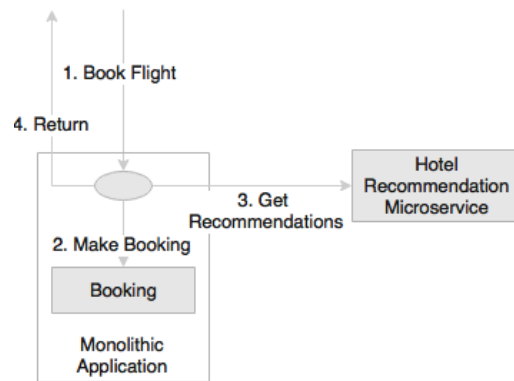 1. Book Flight
4. Return
Hotel
Recommendation
Microservice
3. Get
Recommendations
2. Make Booking
Booking
Monolithic
Application